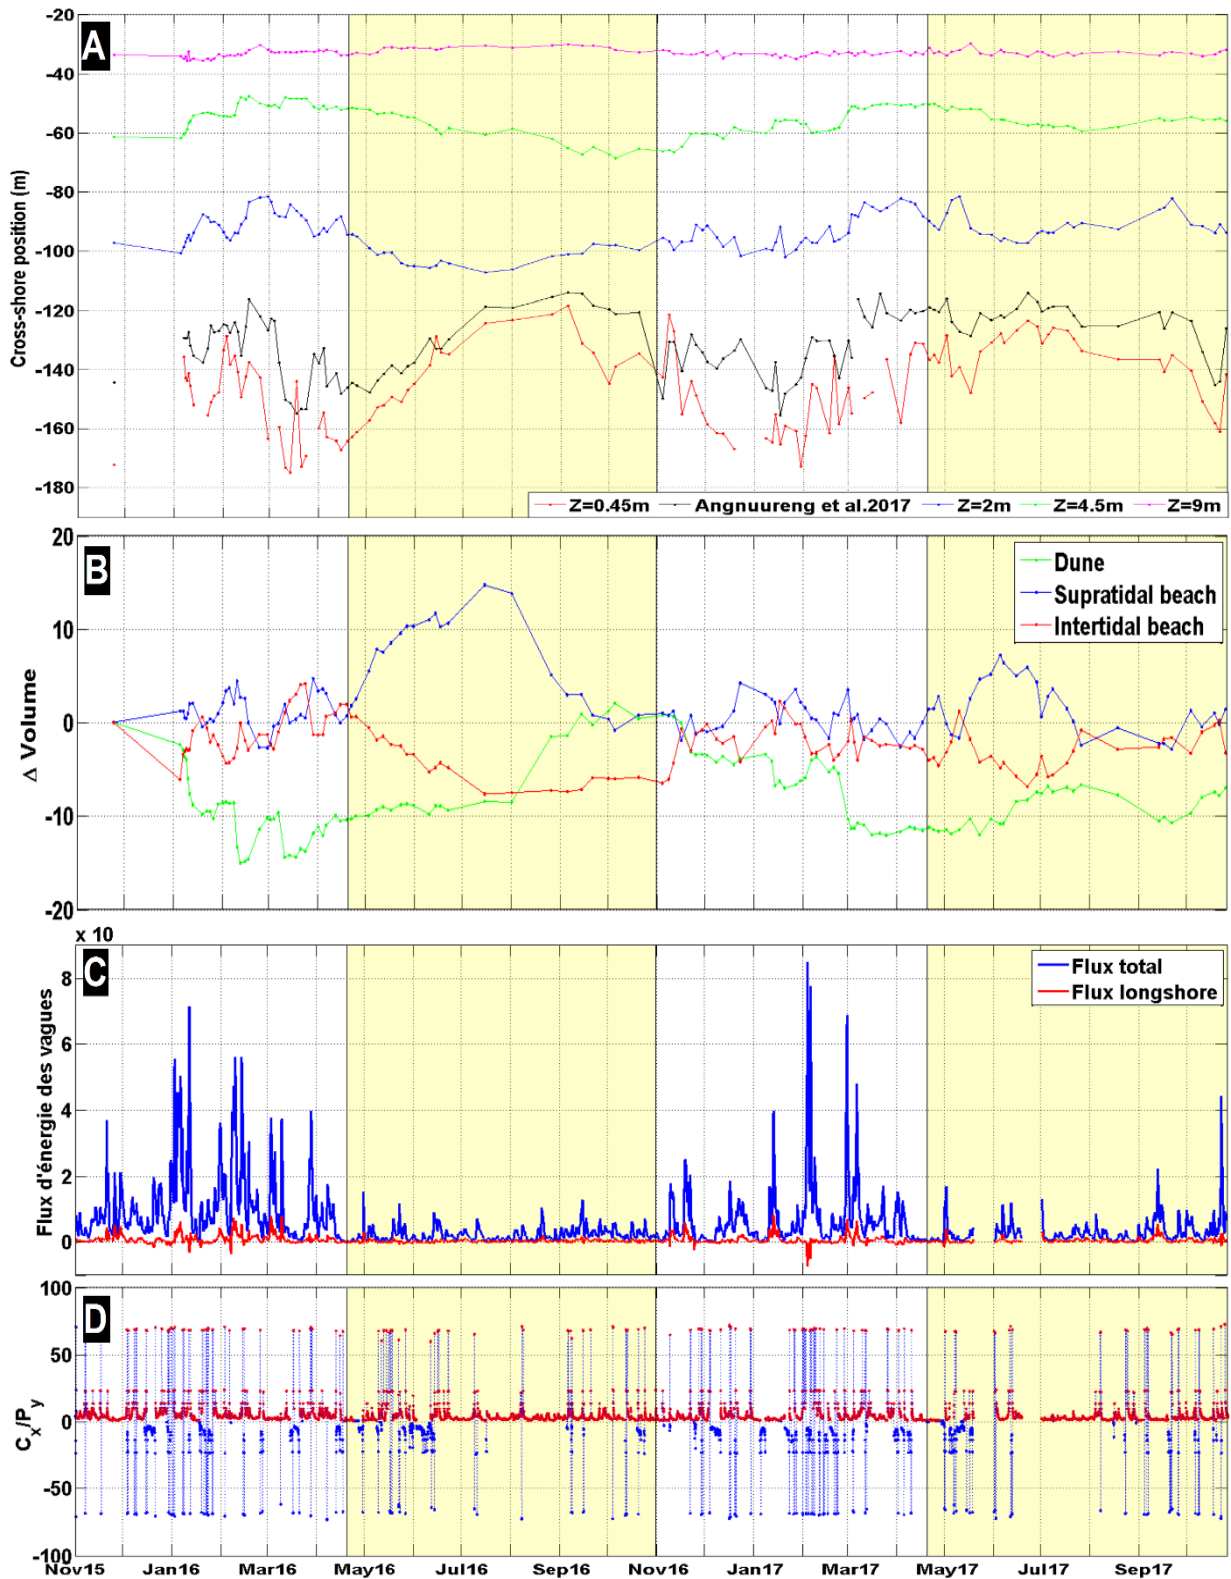 A
-20
-40
-60
-80
-100
-120
-140
-160
-180
Cross-shore position (m)
Z=0.45m Angnuureng et al.2017 Z=2m Z=4.5m Z=9m
B
20
10
0
-10
-20
Δ Volume
Dune
Supratidal beach
Intertidal beach
x 10
C
8
6
4
2
0
Flux d'énergie des vagues
Flux total
Flux longshore
D
100
50
0
-50
-100
Cx/Py
Nov15 Jan16 Mar16 May16 Jul16 Sep16 Nov16 Jan17 Mar17 May17 Jul17 Sep17